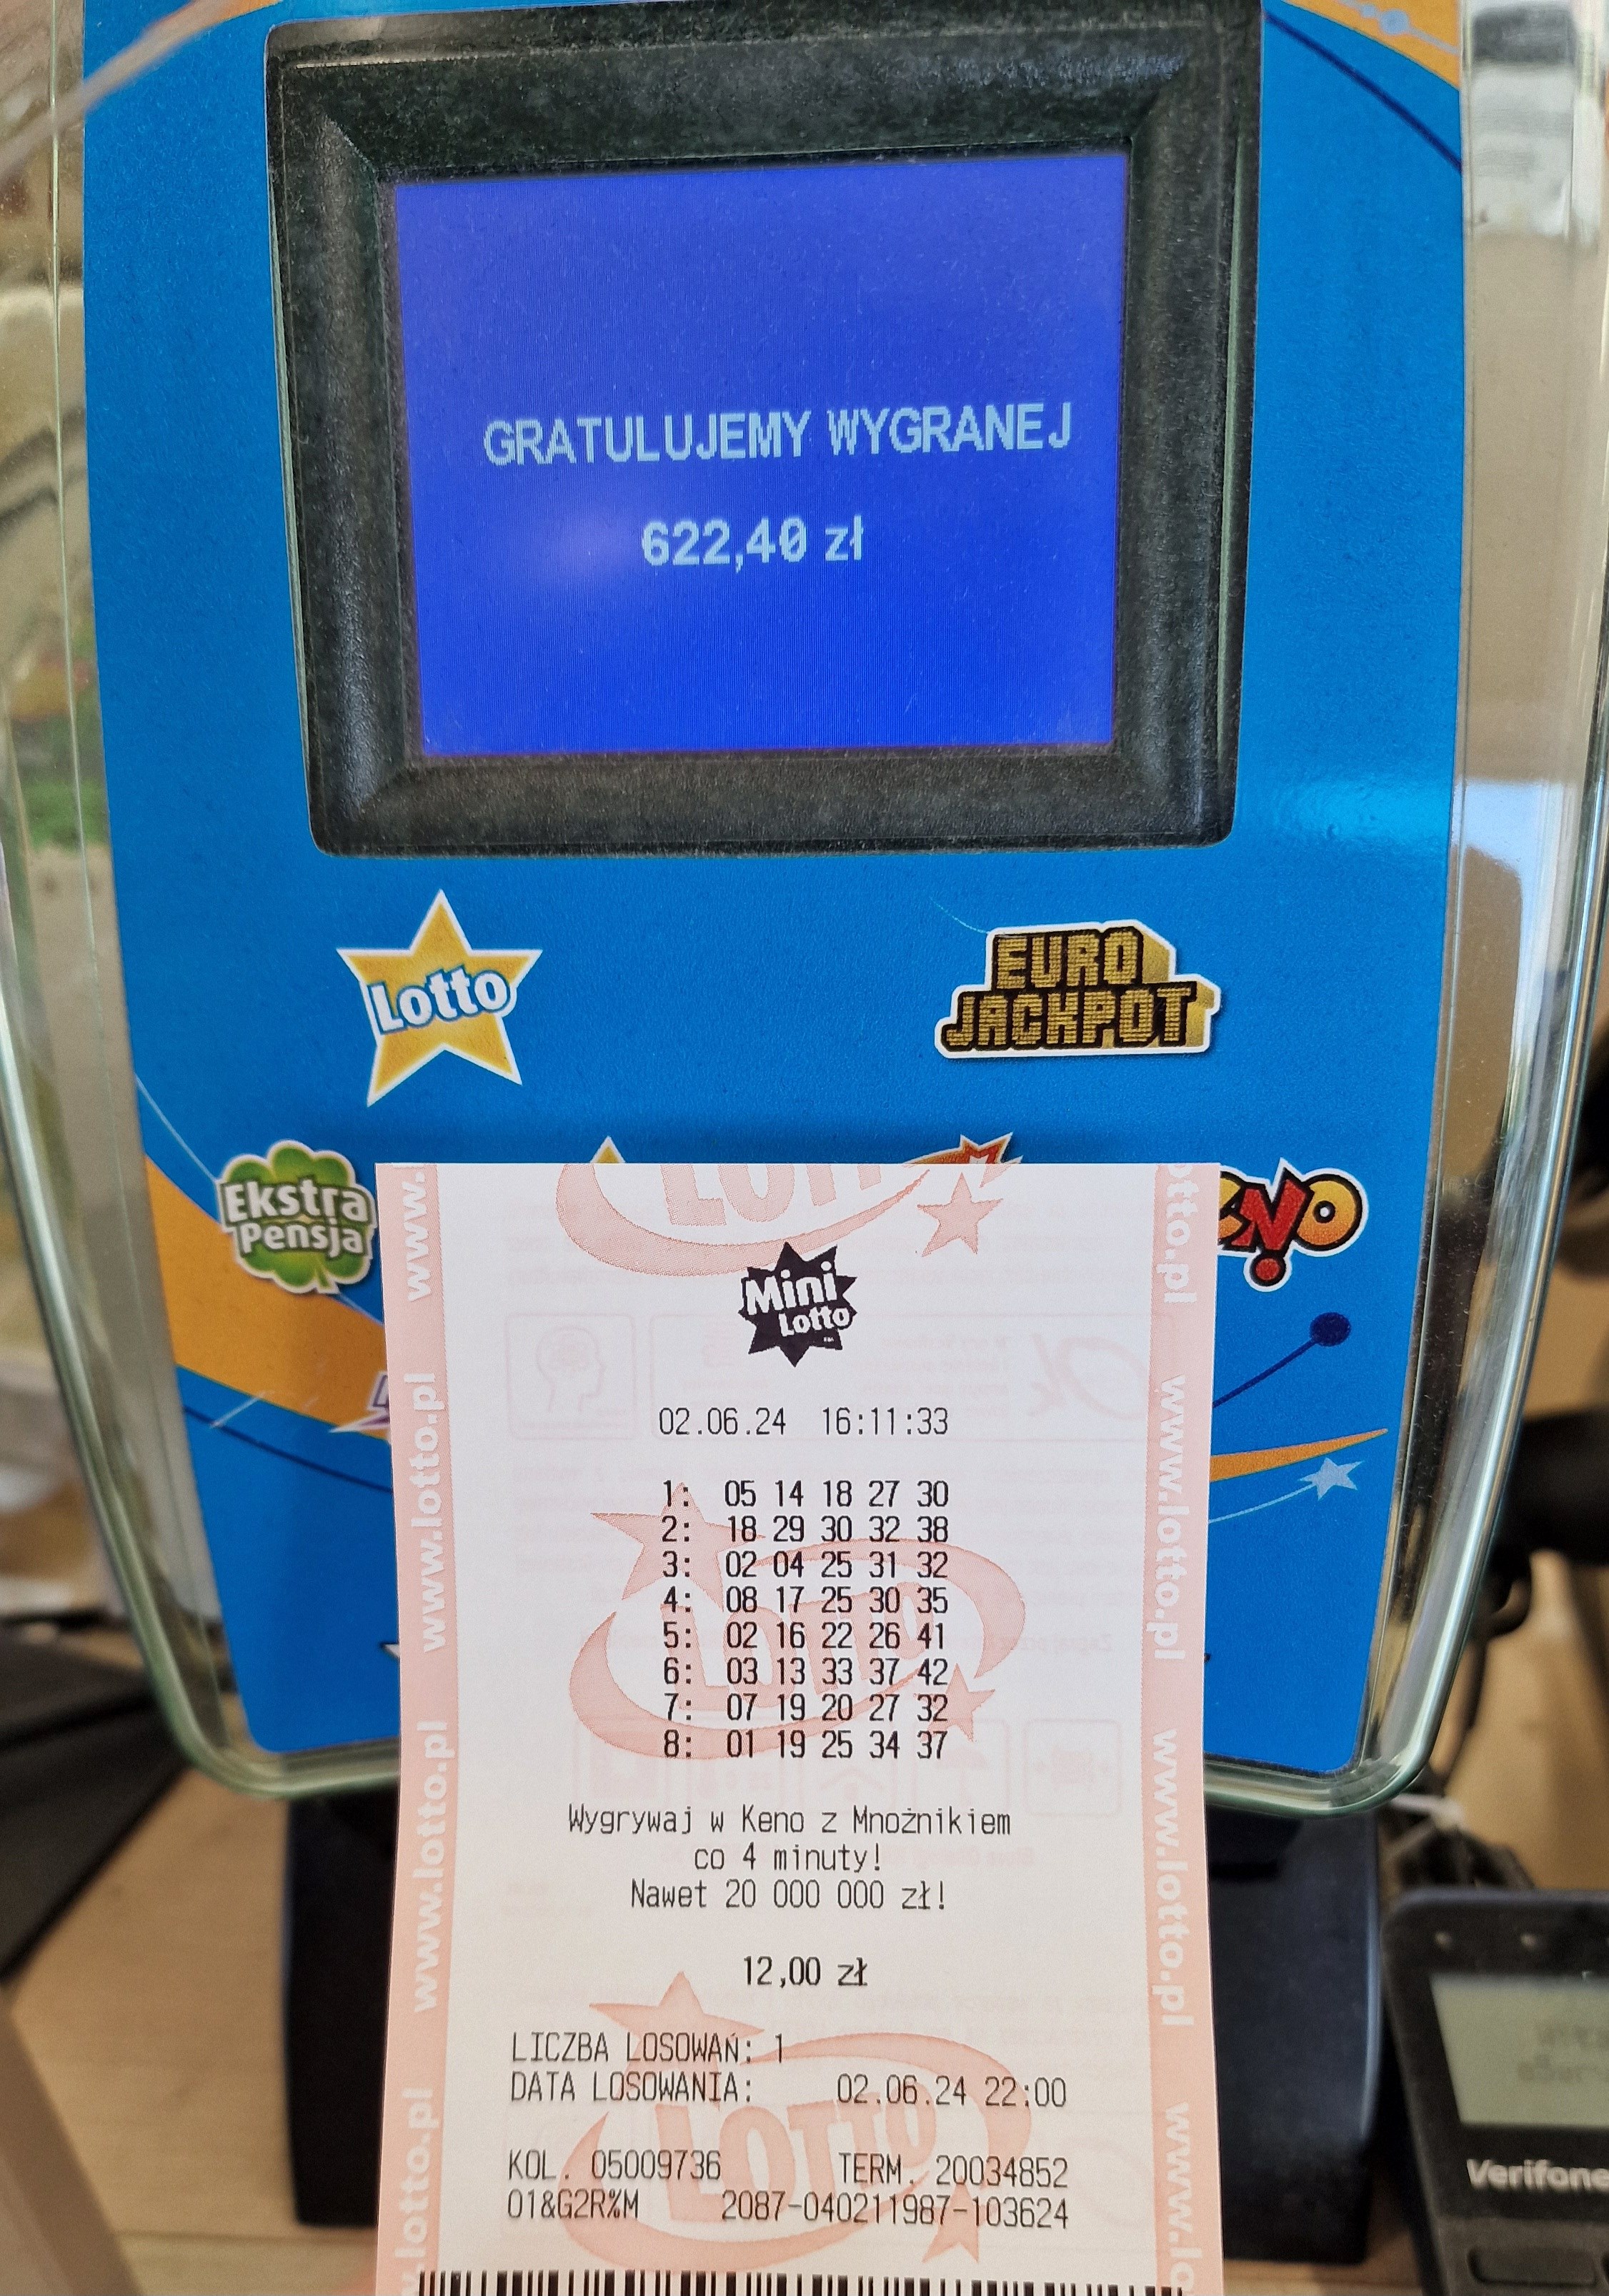 GRATULUJEMY WYGRANEJ
622,40 zł
Lotto
EURO
JACKPOT
Ekstra
Pensja
www.lotto.pl
Mini
Lotto
02.06.24 16:11:33
1: 05 14 18 27 30
2: 18 29 30 32 38
3: 02 04 25 31 32
4: 08 17 25 30 35
5: 02 16 22 26 41
6: 03 13 33 37 42
7: 07 19 20 27 32
8: 01 19 25 34 37
Wygrywaj w Keno z Mnożnikiem
co 4 minuty!
Nawet 20 000 000 zł!
12,00 zł
LICZBA LOSOWAŃ: 1
DATA LOSOWANIA: 02.06.24 22:00
KOL. 05009736 TERM. 20034852
01&G2R%M 2087-040211987-103624
LOTTO
www.lotto.pl
Verifone